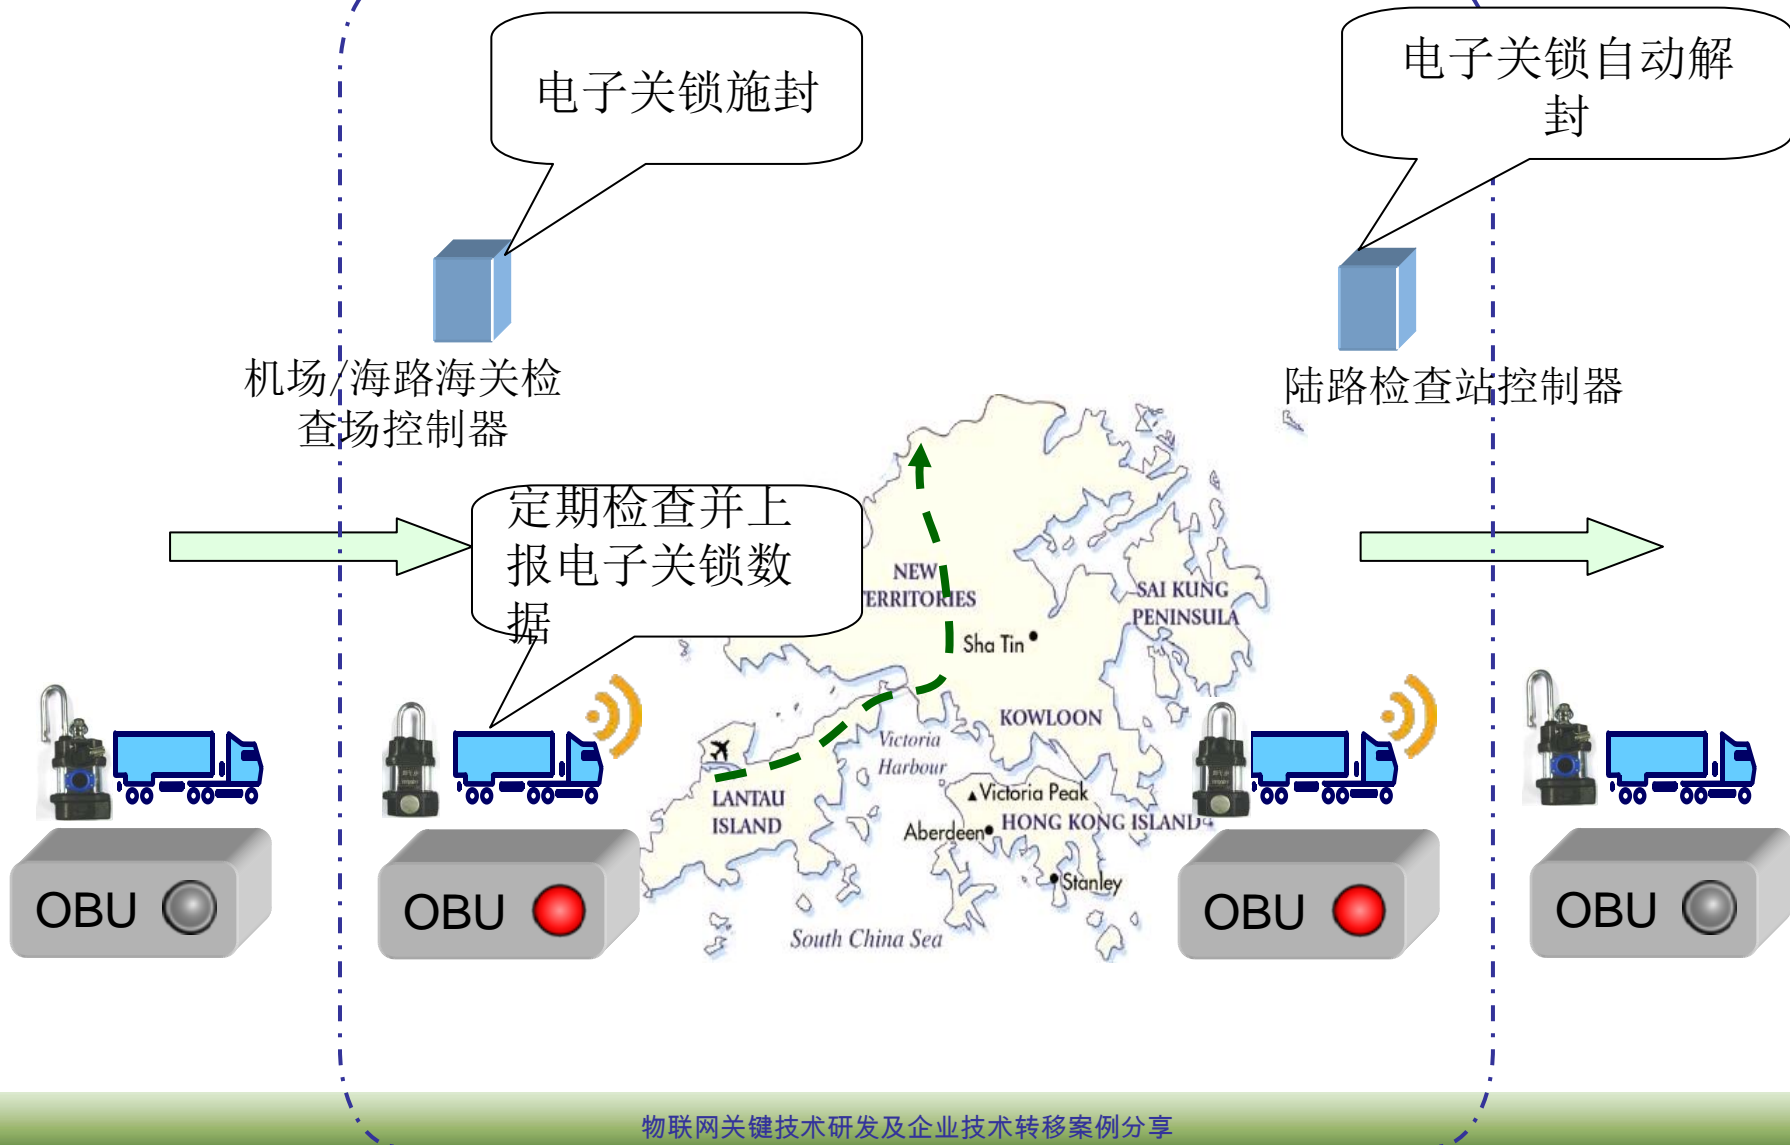 电子关锁施封
电子关锁自动解
封
机场/海路海关检
查场控制器
陆路检查站控制器
定期检查并上
报电子关锁数
据
NEW
TERRITORIES
SAI KUNG
PENINSULA
Sha Tin
KOWLOON
Victoria
Harbour
LANTAU
ISLAND
Victoria Peak
Aberdeen
HONG KONG ISLAND
Stanley
South China Sea
OBU
OBU
OBU
OBU
物联网关键技术研发及企业技术转移案例分享